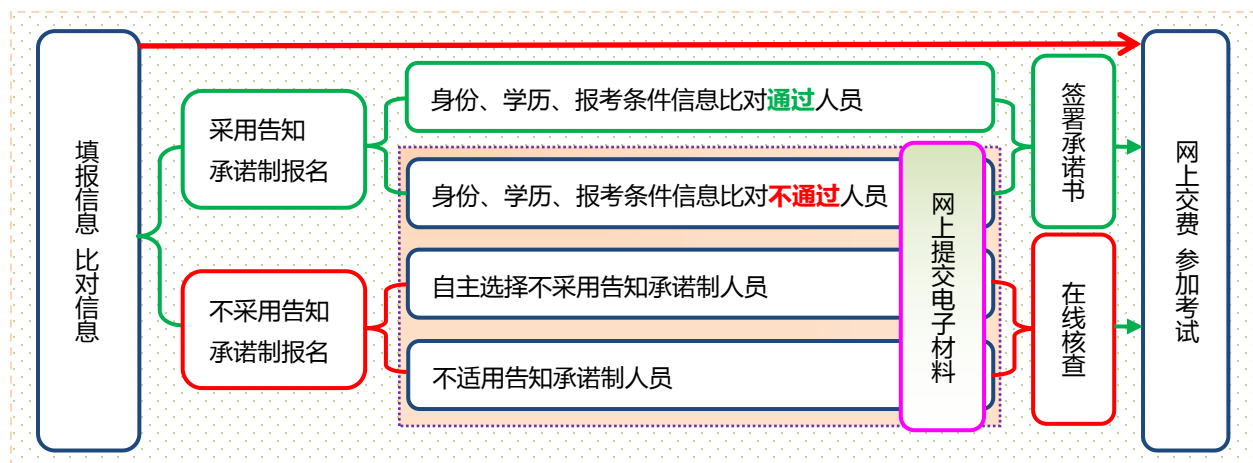 填报信息 比对信息
采用告知
承诺制报名
不采用告知
承诺制报名
身份、学历、报考条件信息比对通过人员
身份、学历、报考条件信息比对不通过人员
自主选择不采用告知承诺制人员
不适用告知承诺制人员
网上提交电子材料
签署承诺书
在线核查
网上交费 参加考试